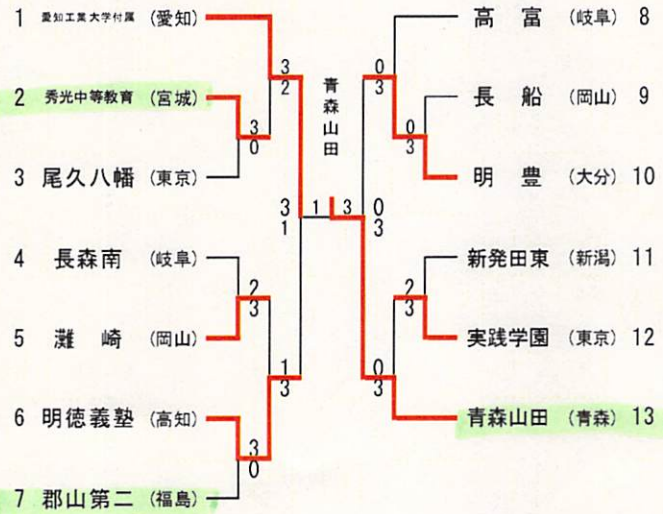 1 愛知工業大学付属 (愛知)
2 秀光中等教育 (宮城)
3 尾久八幡 (東京)
4 長森南 (岐阜)
5 灘崎 (岡山)
6 明徳義塾 (高知)
7 郡山第二 (福島)
3
2
3
0
3
1
2
3
1
3
3
0
青森山田
1 3
0
3
0
3
0
3
2
3
0
3
高富 (岐阜) 8
長船 (岡山) 9
明豊 (大分) 10
新発田東 (新潟) 11
実践学園 (東京) 12
青森山田 (青森) 13